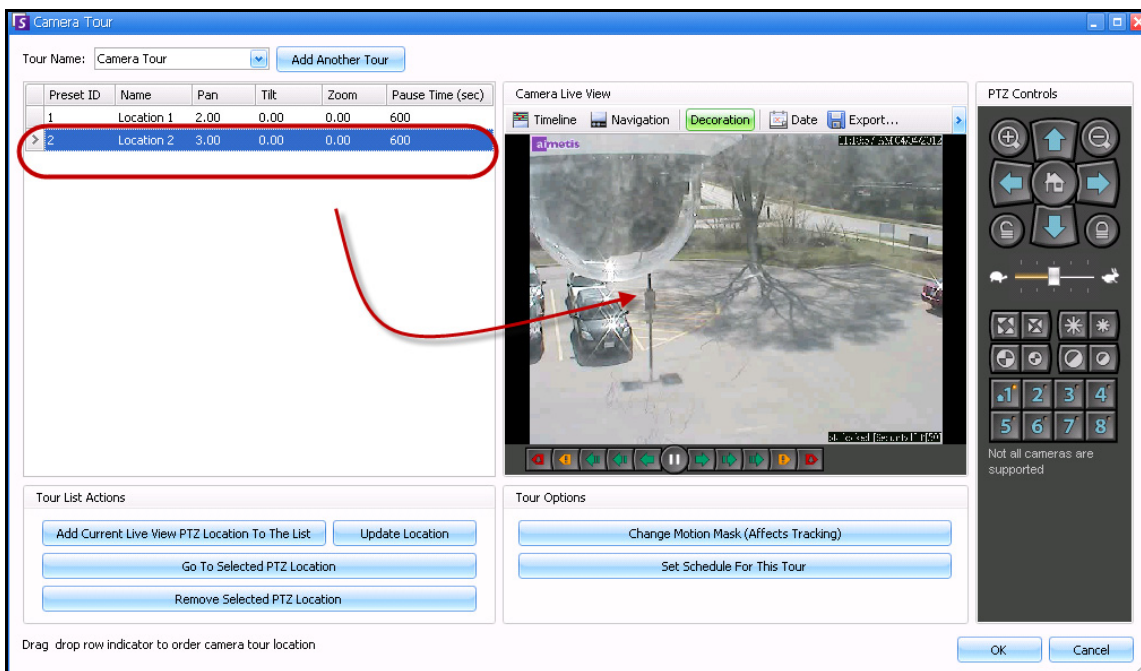 Camera Tour
Tour Name: Camera Tour Add Another Tour
Preset ID Name Pan Tilt Zoom Pause Time (sec)
1 Location 1 2.00 0.00 0.00 600
2 Location 2 3.00 0.00 0.00 600
Camera Live View
Timeline Navigation Decoration Date Export...
aimetis
AM 04/04/2012
PTZ Controls
1 2 3 4
5 6 7 8
Not all cameras are
supported
Tour List Actions
Add Current Live View PTZ Location To The List Update Location
Go To Selected PTZ Location
Remove Selected PTZ Location
Tour Options
Change Motion Mask (Affects Tracking)
Set Schedule For This Tour
Drag drop row indicator to order camera tour location
OK Cancel